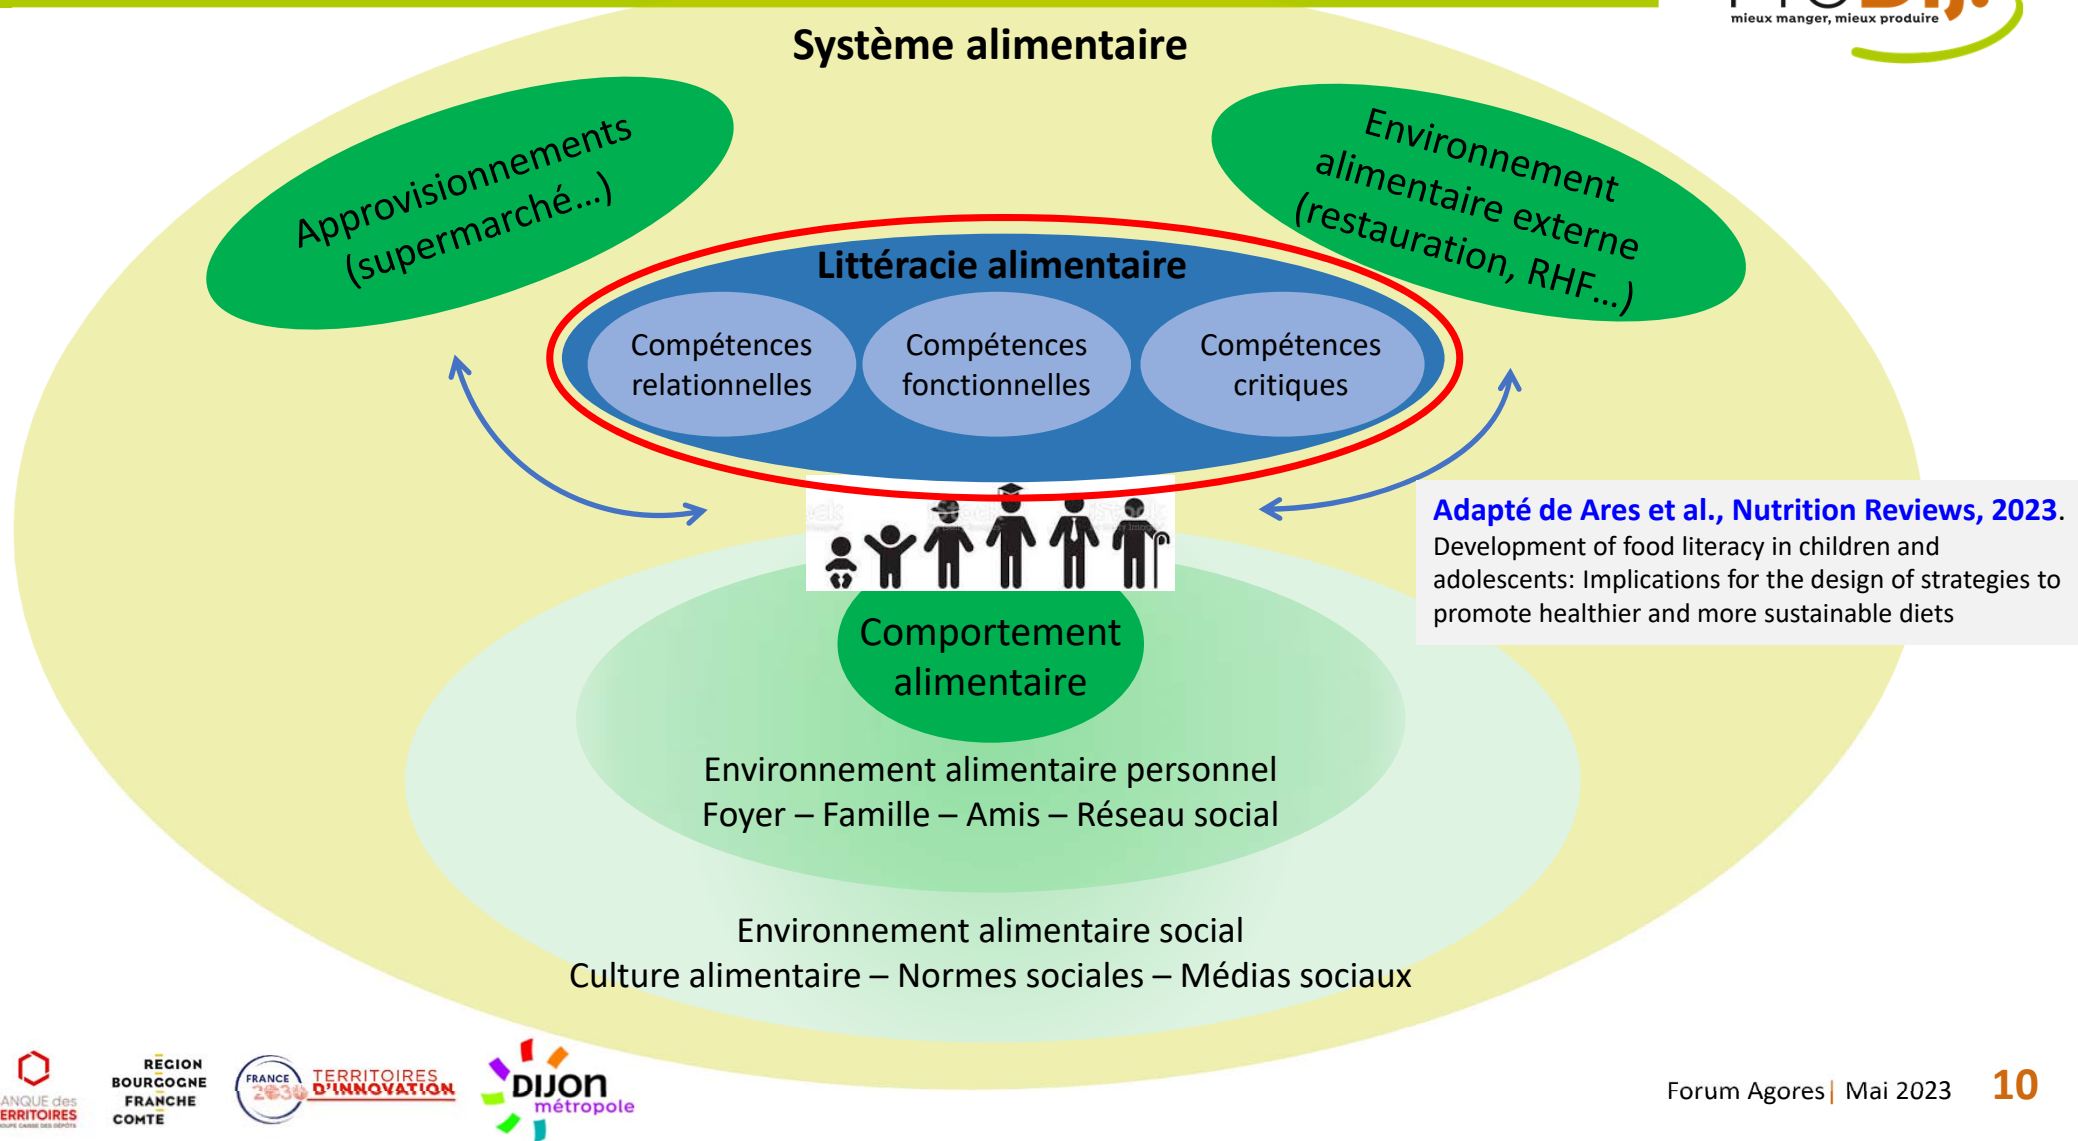 mieux manger, mieux produire
Système alimentaire
Approvisionnements
(supermarché...)
Environnement
alimentaire externe
(restauration, RHF...)
Littéracie alimentaire
Compétences
relationnelles
Compétences
fonctionnelles
Compétences
critiques
Adapté de Ares et al., Nutrition Reviews, 2023.
Development of food literacy in children and
adolescents: Implications for the design of strategies to
promote healthier and more sustainable diets
Comportement
alimentaire
Environnement alimentaire personnel
Foyer – Famille – Amis – Réseau social
Environnement alimentaire social
Culture alimentaire – Normes sociales – Médias sociaux
ANQUE des
ERRITOIRES
RÉGION
BOURGOGNE
FRANCHE
COMTÉ
FRANCE
2030
TERRITOIRES
D'INNOVATION
DIJON
métropole
Forum Agores| Mai 2023 10